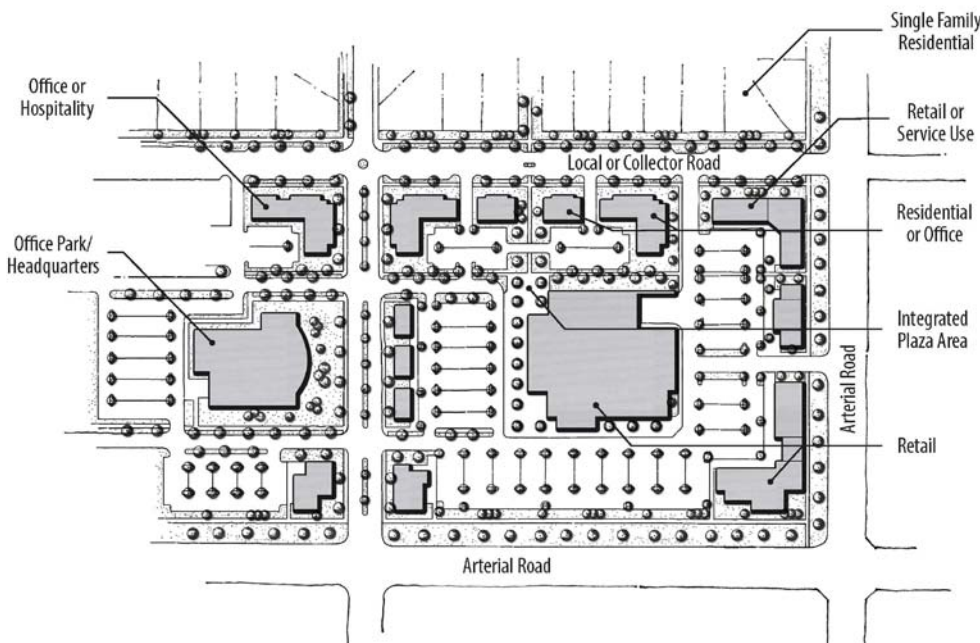 Single Family
Residential
Office or
Hospitality
Retail or
Service Use
Local or Collector Road
Residential
or Office
Office Park/
Headquarters
Integrated
Plaza Area
Arterial Road
Retail
Arterial Road